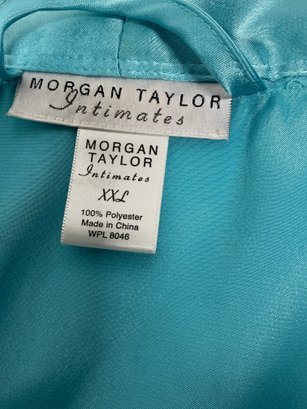 MORGAN TAYLOR
Intimates
MORGAN
TAYLOR
Intimates
XXL
100% Polyester
Made in China
WPL 8046